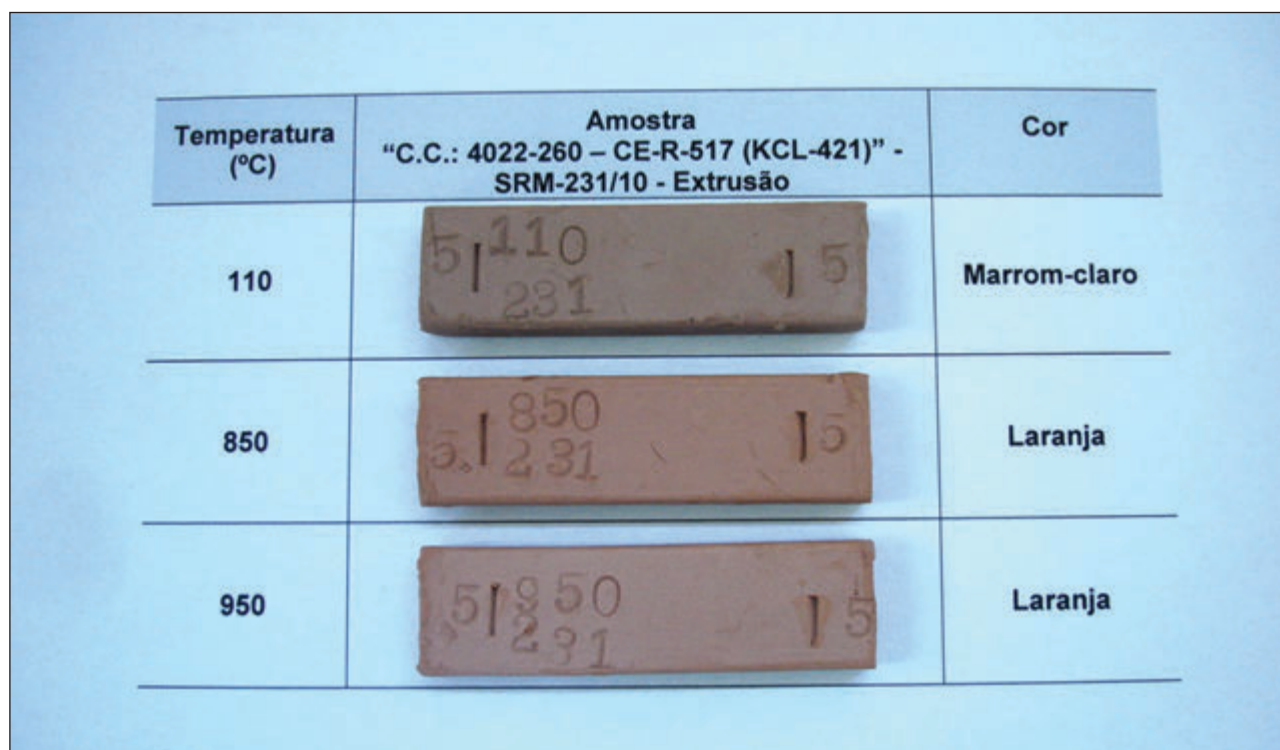 Temperatura
(ºC)
Amostra
“C.C.: 4022-260 – CE-R-517 (KCL-421)” -
SRM-231/10 - Extrusão
Cor
110
5 110 5
231
Marrom-claro
850
850
5. 231 5
Laranja
950
5 950 5
231
Laranja